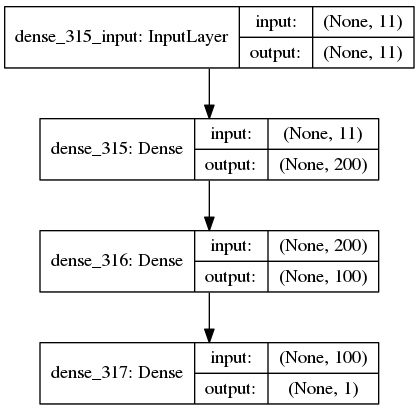 dense_315_input: InputLayer
input: (None, 11)
output: (None, 11)
dense_315: Dense
input: (None, 11)
output: (None, 200)
dense_316: Dense
input: (None, 200)
output: (None, 100)
dense_317: Dense
input: (None, 100)
output: (None, 1)